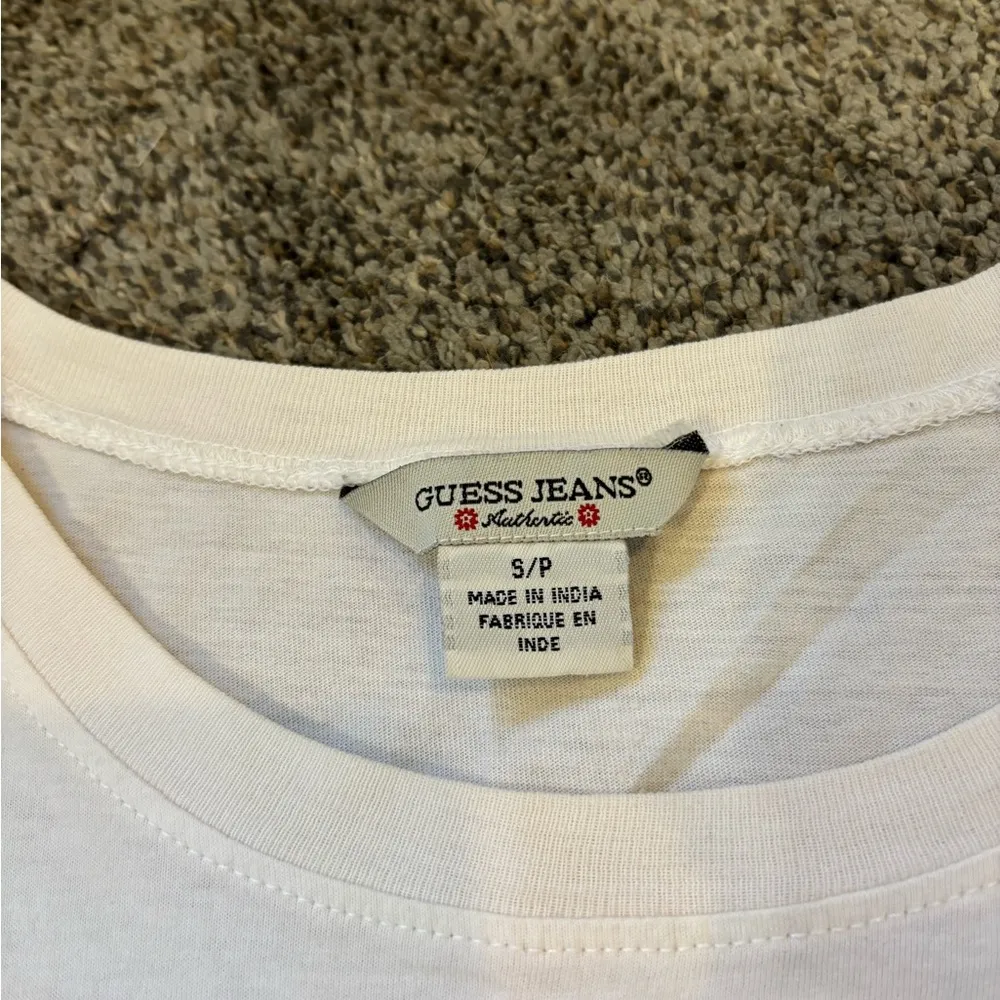 GUESS JEANS®
Authentic
S/P
MADE IN INDIA
FABRIQUE EN
INDE